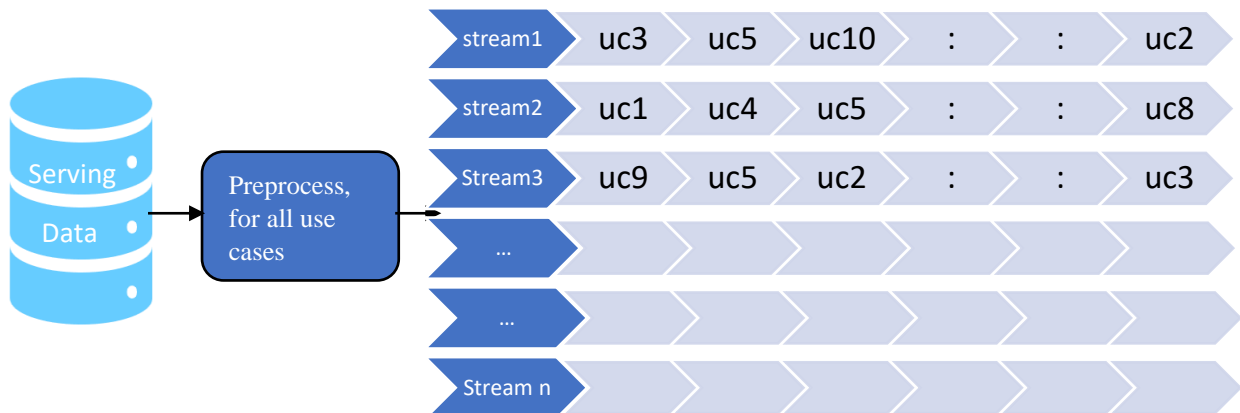 stream1 uc3 uc5 uc10 : : uc2
stream2 uc1 uc4 uc5 : : uc8
Stream3 uc9 uc5 uc2 : : uc3
...
...
Stream n
Serving
Data
Preprocess,
for all use
cases